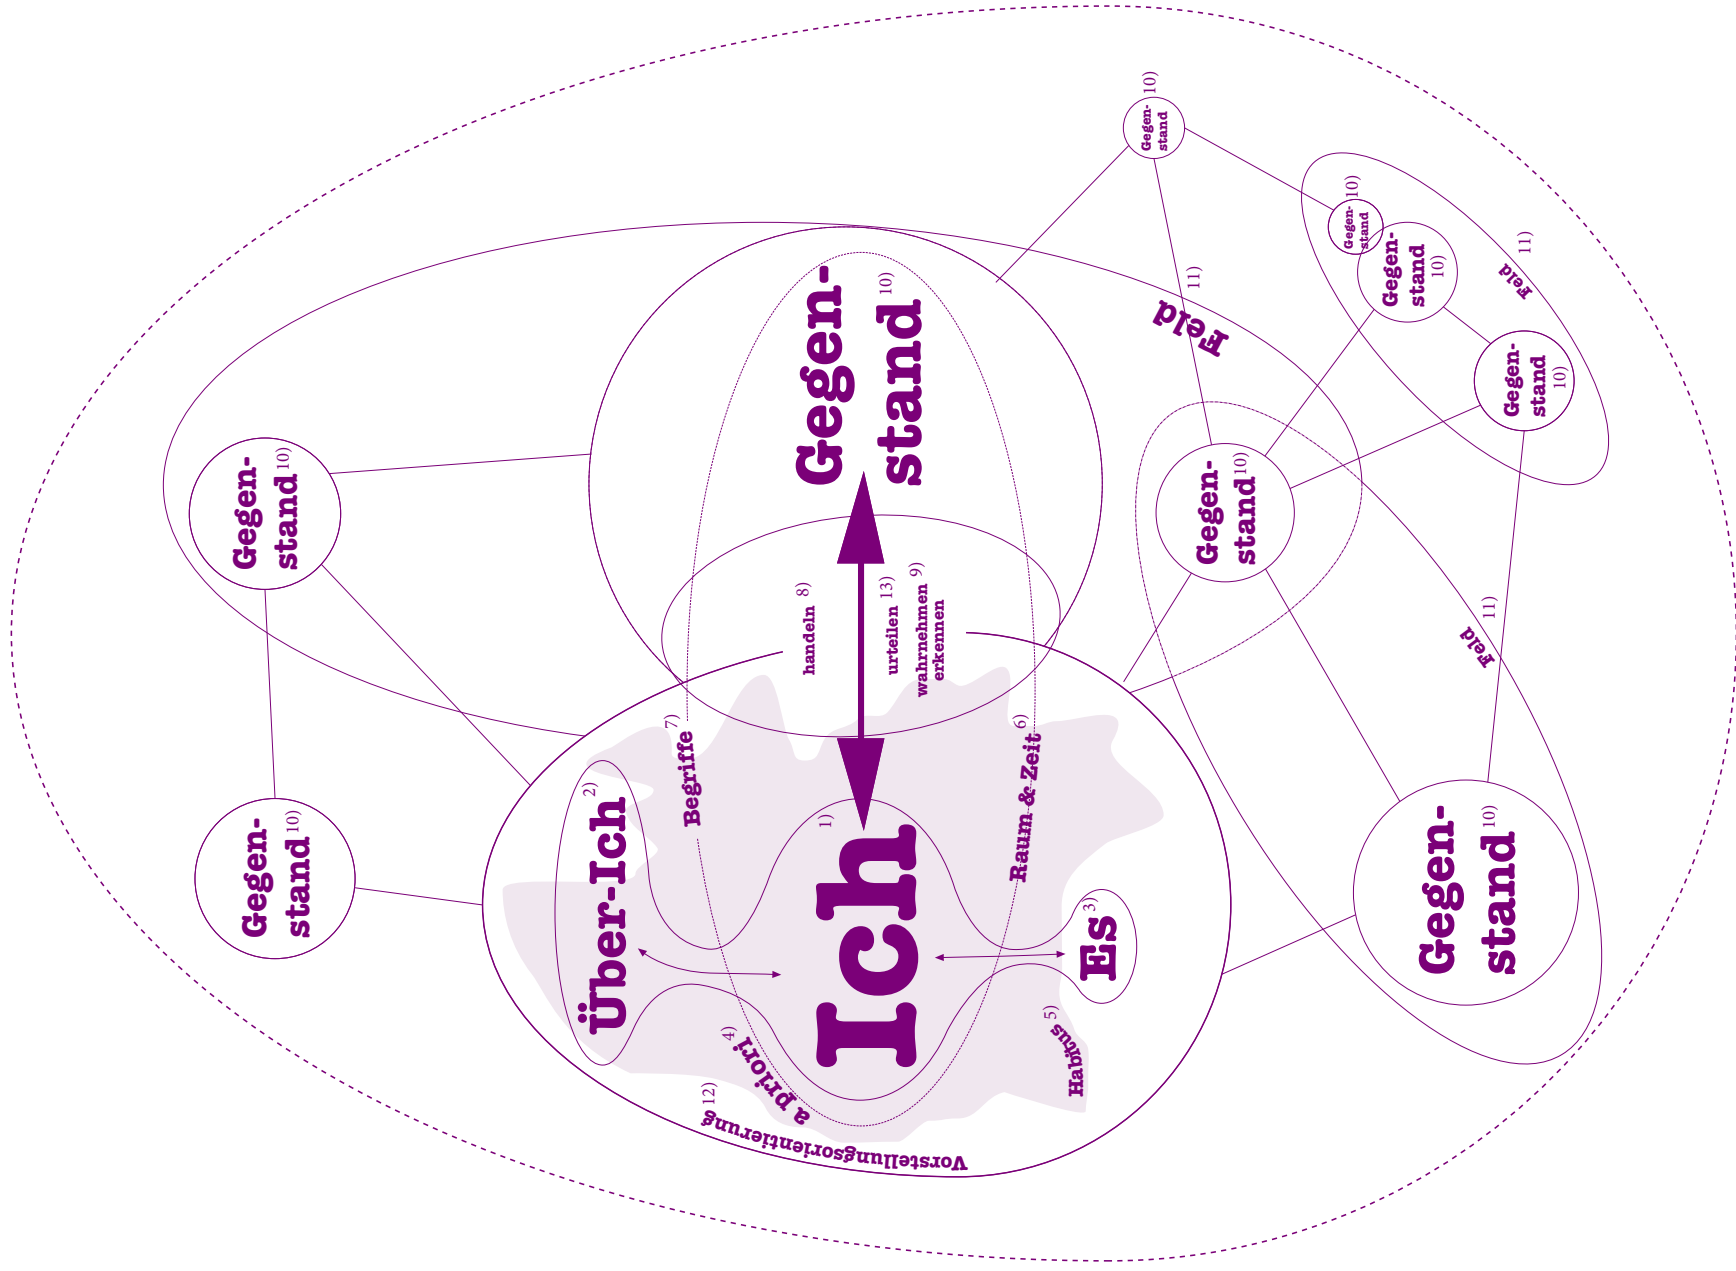 Gegen-
stand 10)
Gegen-
stand 10)
Über-Ich 2)
Begriffe 7)
a priori 4)
Vorstellungsorientierung 12)
Gegen-
stand 10)
handeln 8)
urteilen 13)
wahrnehmen 9)
erkennen
Ich 1)
Raum & Zeit 6)
Es 3)
Habitus 5)
Gegen-
stand
10)
Feld 11)
Gegen-
stand 10)
Gegen-
stand
10)
Gegen-
stand
10)
Feld 11)
Gegen-
stand
10)
Feld 11)
Gegen-
stand 10)